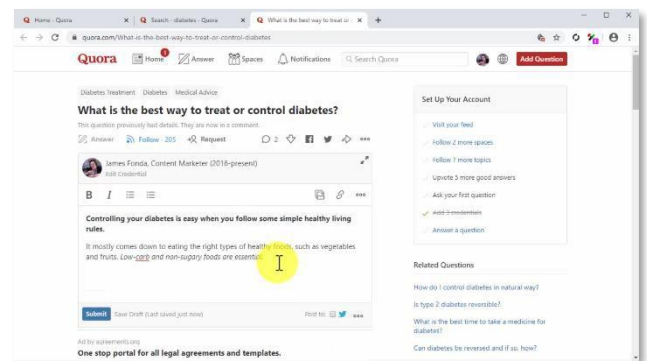 Home - Quora
Search - diabetes - Quora
What is the best way to treat or
quora.com/What-is-the-best-way-to-treat-or-control-diabetes
Quora Home Answer Spaces Notifications Search Quora Add Question
Diabetes Treatment Diabetes Medical Advice
What is the best way to treat or control diabetes?
This question previously had details. They are now in a comment.
Answer Follow · 205 Request 2
James Fonda, Content Marketer (2016-present)
Edit Credential
B I
Controlling your diabetes is easy when you follow some simple healthy living
rules.
It mostly comes down to eating the right types of healthy foods, such as vegetables
and fruits. Low-carb and non-sugary foods are essential.
Submit Save Draft (Last saved just now) Post to:
Ad by agreements.org
One stop portal for all legal agreements and templates.
Set Up Your Account
Visit your feed
Follow 2 more spaces
Follow 7 more topics
Upvote 5 more good answers
Ask your first question
Add 3 credentials
Answer a question
Related Questions
How do I control diabetes in natural way?
Is type 2 diabetes reversible?
What is the best time to take a medicine for
diabetes?
Can diabetes be reversed and if so, how?